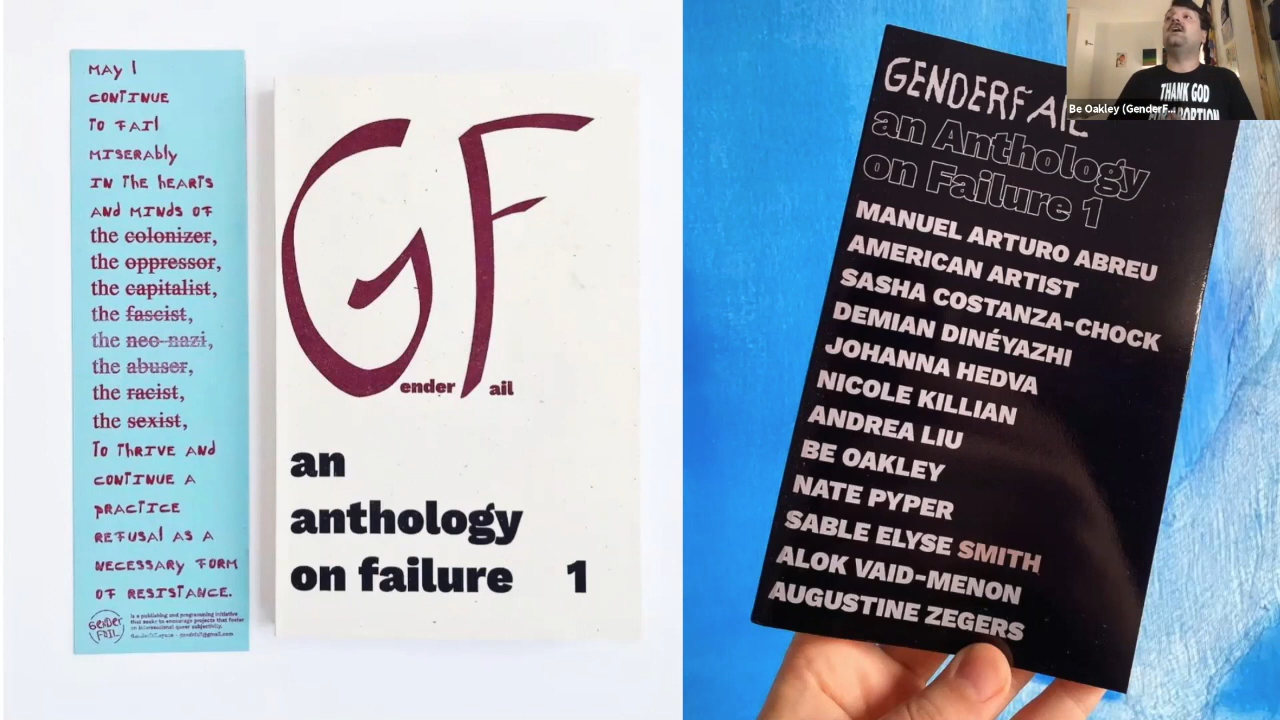 MAY I
CONTINUE
TO FAIL
MISERABLY
IN THE HEARTS
AND MINDS OF
the colonizer,
the oppressor,
the capitalist,
the fascist,
the neo-nazi,
the abuser,
the racist,
the sexist,
TO THRIVE AND
CONTINUE A
PRACTICE
REFUSAL AS A
NECESSARY FORM
OF RESISTANCE.
GENDER
FAIL
is a publishing and programming initiative
that seeks to encourage projects that foster
an intersectional queer subjectivity.
GF
ender ail
an
anthology
on failure 1
GENDERFAIL
an Anthology
on Failure 1
MANUEL ARTURO ABREU
AMERICAN ARTIST
SASHA COSTANZA-CHOCK
DEMIAN DINÉYAZHI
JOHANNA HEDVA
NICOLE KILLIAN
ANDREA LIU
BE OAKLEY
NATE PYPER
SABLE ELYSE SMITH
ALOK VAID-MENON
AUGUSTINE ZEGERS
THANK GOD
Be Oakley (GenderF...